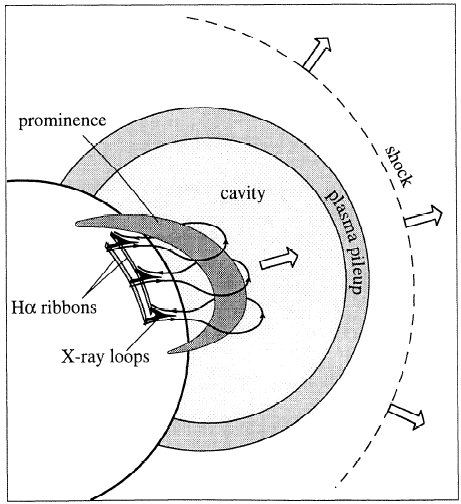 prominence
cavity
shock
plasma pileup
Hα ribbons
X-ray loops